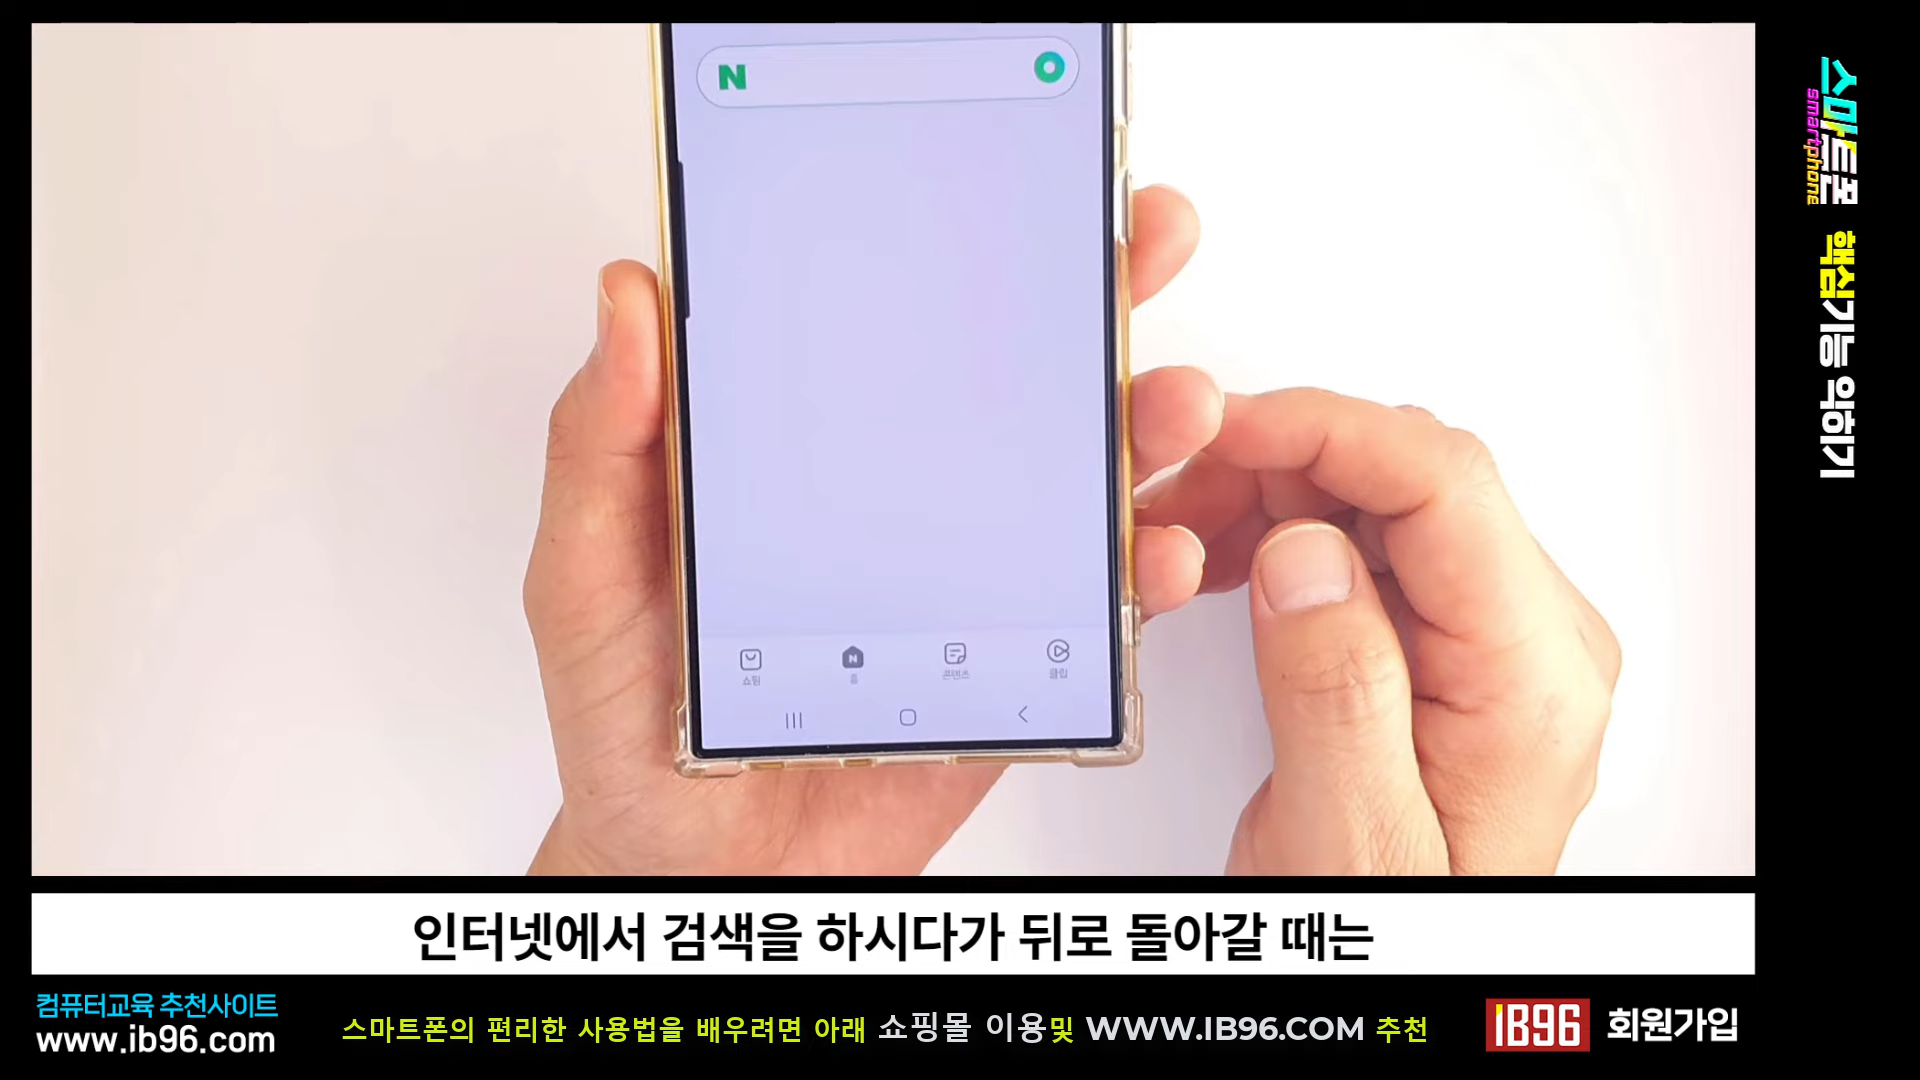 N
쇼핑
홈
콘텐츠
클립
스마트폰
smartphone
핵심기능 익히기
인터넷에서 검색을 하시다가 뒤로 돌아갈 때는
컴퓨터교육 추천사이트
www.ib96.com
스마트폰의 편리한 사용법을 배우려면 아래 쇼핑몰 이용및 WWW.IB96.COM 추천
IB96 회원가입